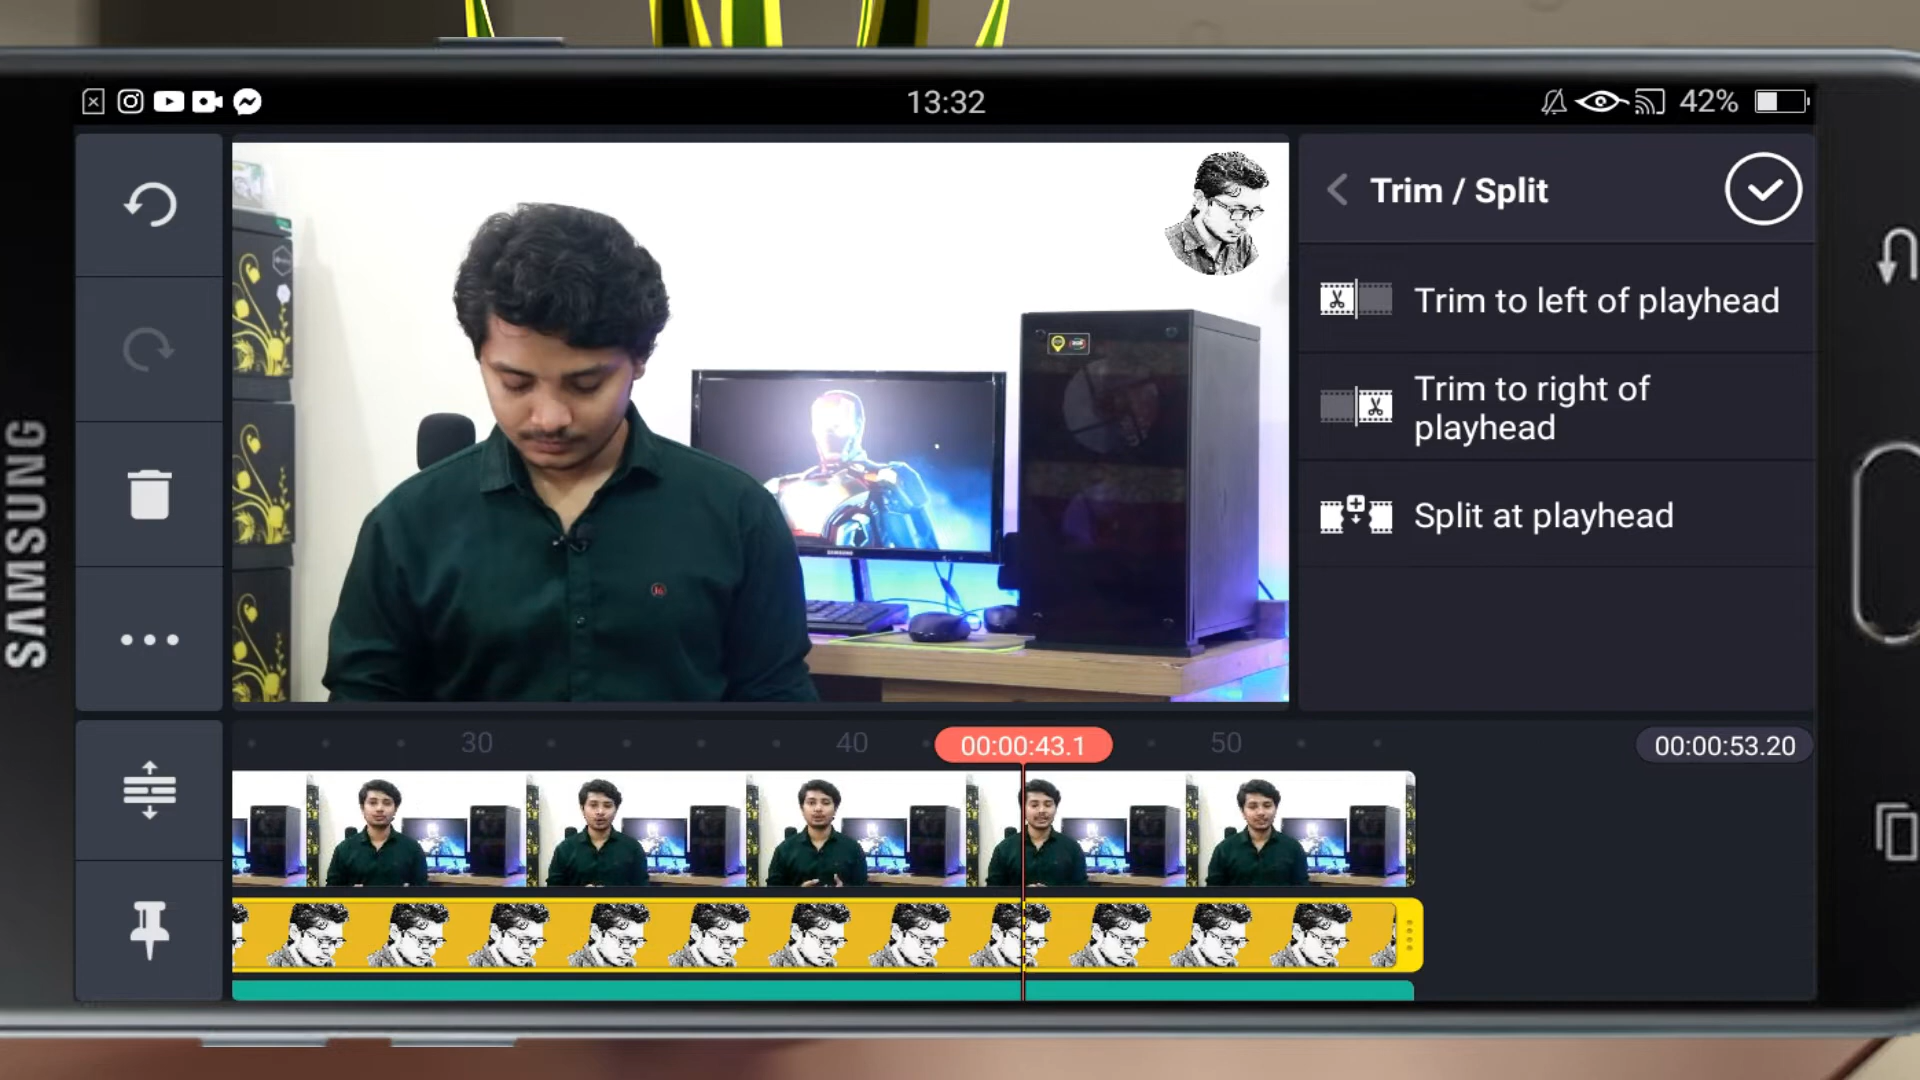 13:32
42%
Trim / Split
Trim to left of playhead
Trim to right of
playhead
Split at playhead
SAMSUNG
SAMSUNG
30
40
00:00:43.1
50
00:00:53.20